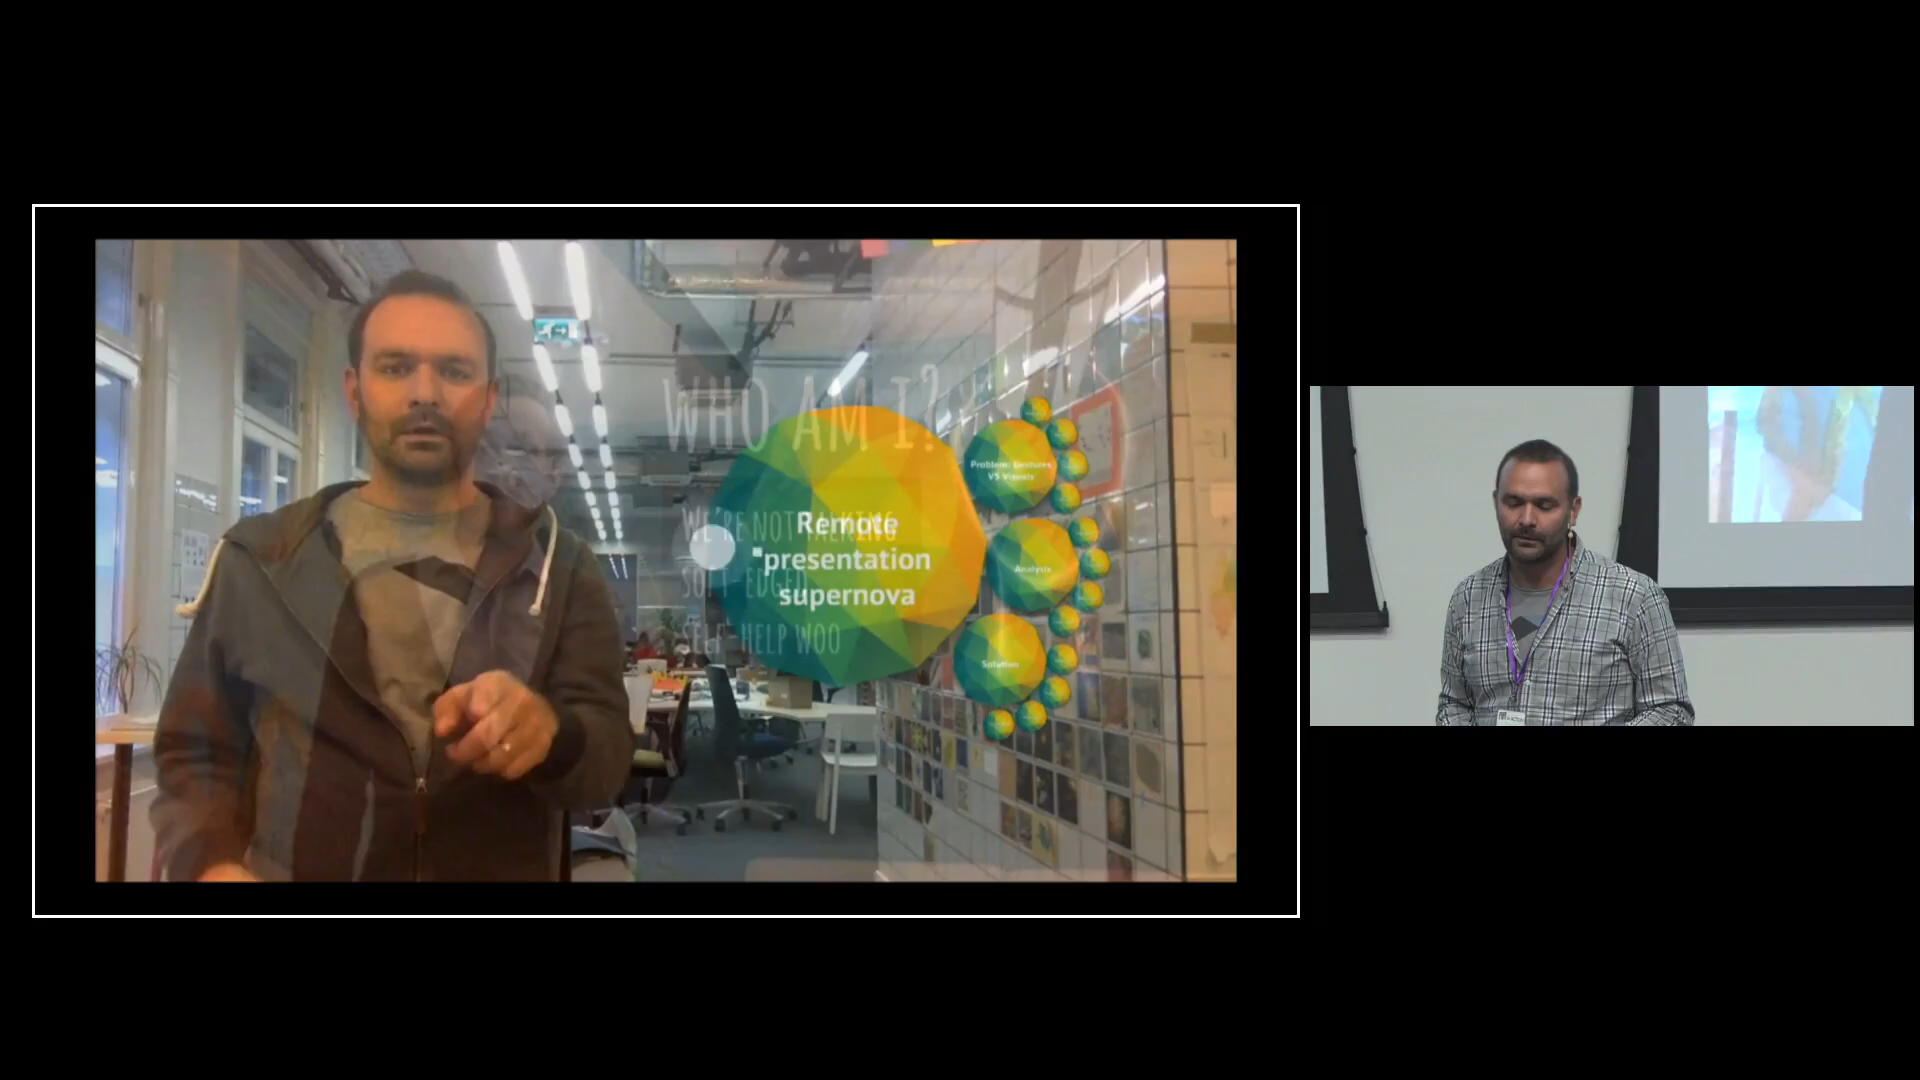 WHO AM I?
WE'RE NOT TALKING
SOFT-EDGED
SELF-HELP WOO
Remote
presentation
supernova
Problem: Gestures
VS Visuals
Analysis
Solution